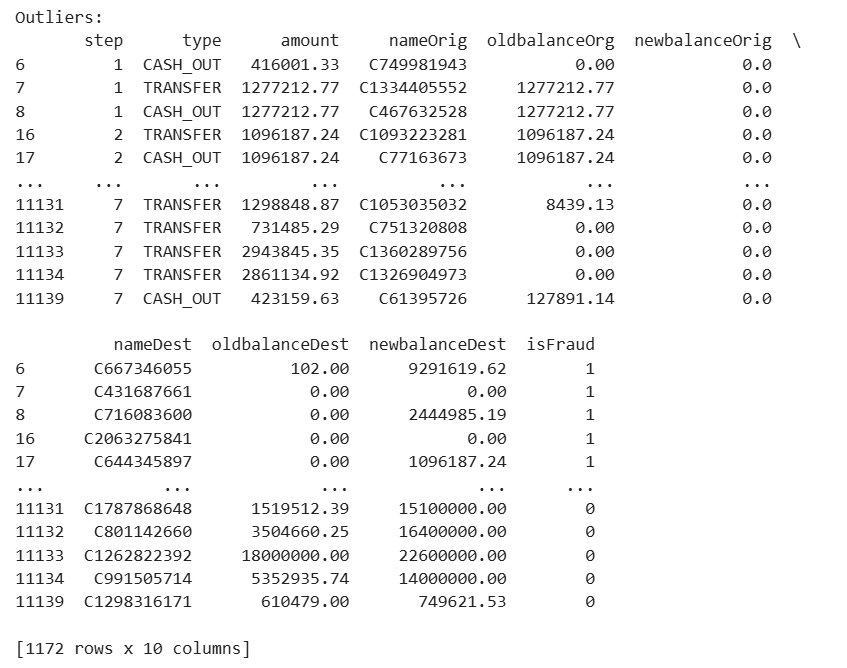 Outliers:
step type amount nameOrig oldbalanceOrg newbalanceOrig \
6 1 CASH_OUT 416001.33 C749981943 0.00 0.0
7 1 TRANSFER 1277212.77 C1334405552 1277212.77 0.0
8 1 CASH_OUT 1277212.77 C467632528 1277212.77 0.0
16 2 TRANSFER 1096187.24 C1093223281 1096187.24 0.0
17 2 CASH_OUT 1096187.24 C77163673 1096187.24 0.0
... ... ... ... ... ... ...
11131 7 TRANSFER 1298848.87 C1053035032 8439.13 0.0
11132 7 TRANSFER 731485.29 C751320808 0.00 0.0
11133 7 TRANSFER 2943845.35 C1360289756 0.00 0.0
11134 7 TRANSFER 2861134.92 C1326904973 0.00 0.0
11139 7 CASH_OUT 423159.63 C61395726 127891.14 0.0
nameDest oldbalanceDest newbalanceDest isFraud
6 C667346055 102.00 9291619.62 1
7 C431687661 0.00 0.00 1
8 C716083600 0.00 2444985.19 1
16 C2063275841 0.00 0.00 1
17 C644345897 0.00 1096187.24 1
... ... ... ... ...
11131 C1787868648 1519512.39 15100000.00 0
11132 C801142660 3504660.25 16400000.00 0
11133 C1262822392 18000000.00 22600000.00 0
11134 C991505714 5352935.74 14000000.00 0
11139 C1298316171 610479.00 749621.53 0
[1172 rows x 10 columns]